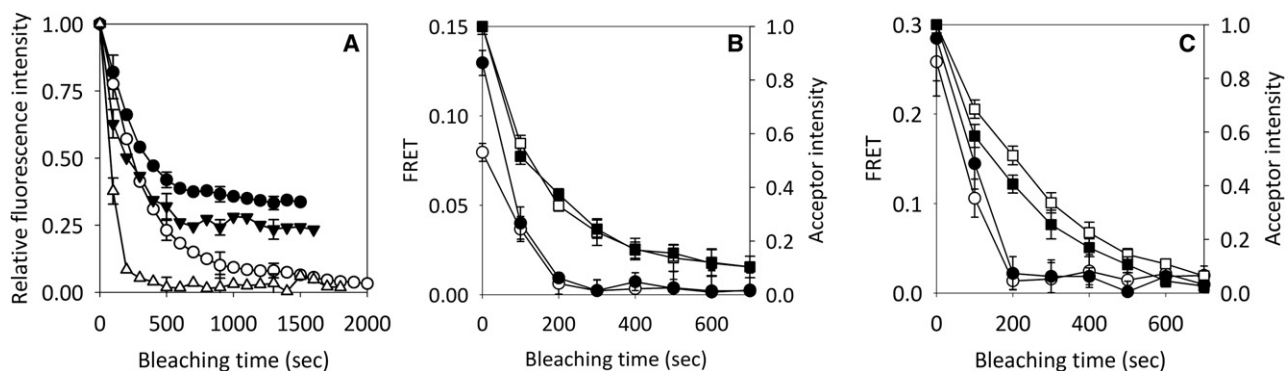 A
Relative fluorescence intensity
1.00
0.75
0.50
0.25
0.00
0 500 1000 1500 2000
Bleaching time (sec)
B
FRET
0.15
0.10
0.05
0.00
0 200 400 600
Bleaching time (sec)
1.0
0.8
0.6
0.4
0.2
0.0
Acceptor intensity
C
FRET
0.3
0.2
0.1
0.0
0 200 400 600
Bleaching time (sec)
1.0
0.8
0.6
0.4
0.2
0.0
Acceptor intensity